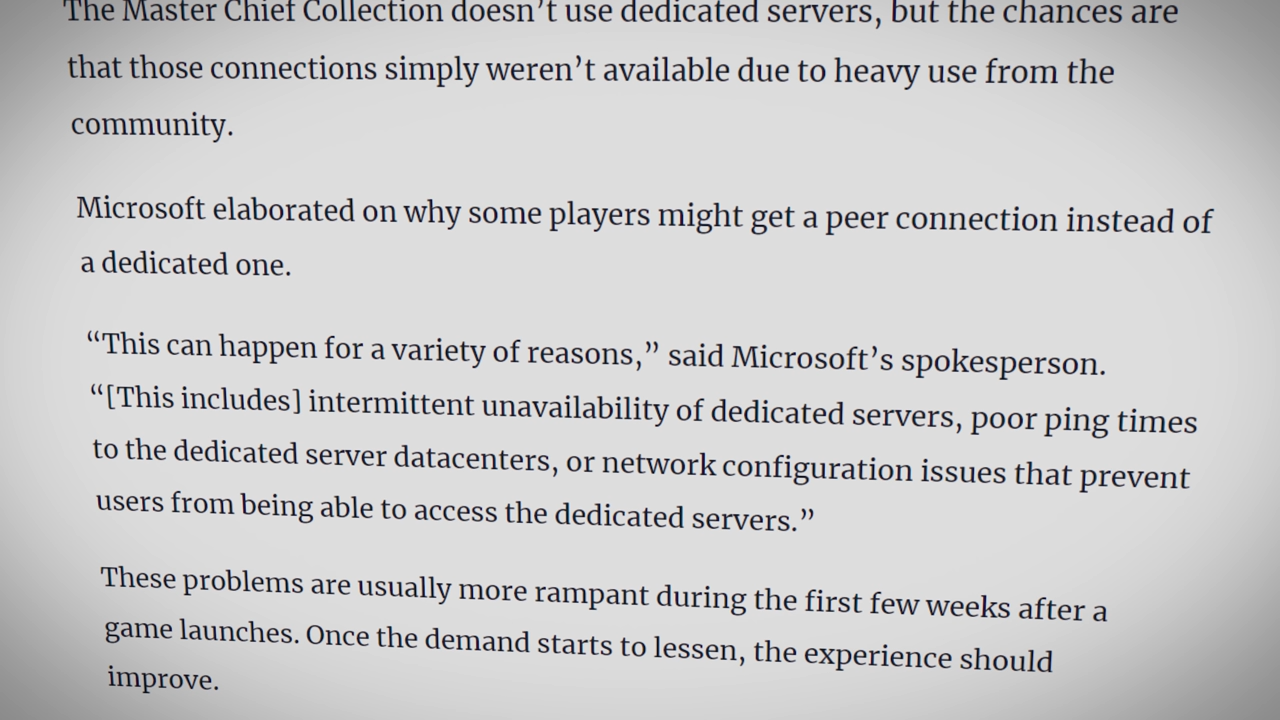 The Master Chief Collection doesn’t use dedicated servers, but the chances are
that those connections simply weren’t available due to heavy use from the
community.
Microsoft elaborated on why some players might get a peer connection instead of
a dedicated one.
“This can happen for a variety of reasons,” said Microsoft’s spokesperson.
“[This includes] intermittent unavailability of dedicated servers, poor ping times
to the dedicated server datacenters, or network configuration issues that prevent
users from being able to access the dedicated servers.”
These problems are usually more rampant during the first few weeks after a
game launches. Once the demand starts to lessen, the experience should
improve.